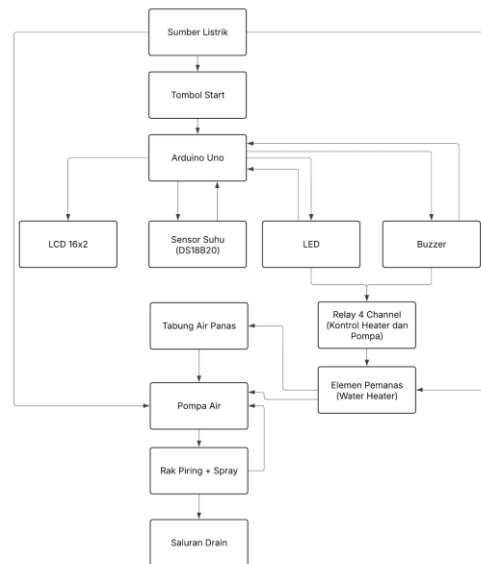 Sumber Listrik
Tombol Start
Arduino Uno
LCD 16x2
Sensor Suhu
(DS18B20)
LED
Buzzer
Relay 4 Channel
(Kontrol Heater dan
Pompa)
Tabung Air Panas
Elemen Pemanas
(Water Heater)
Pompa Air
Rak Piring + Spray
Saluran Drain